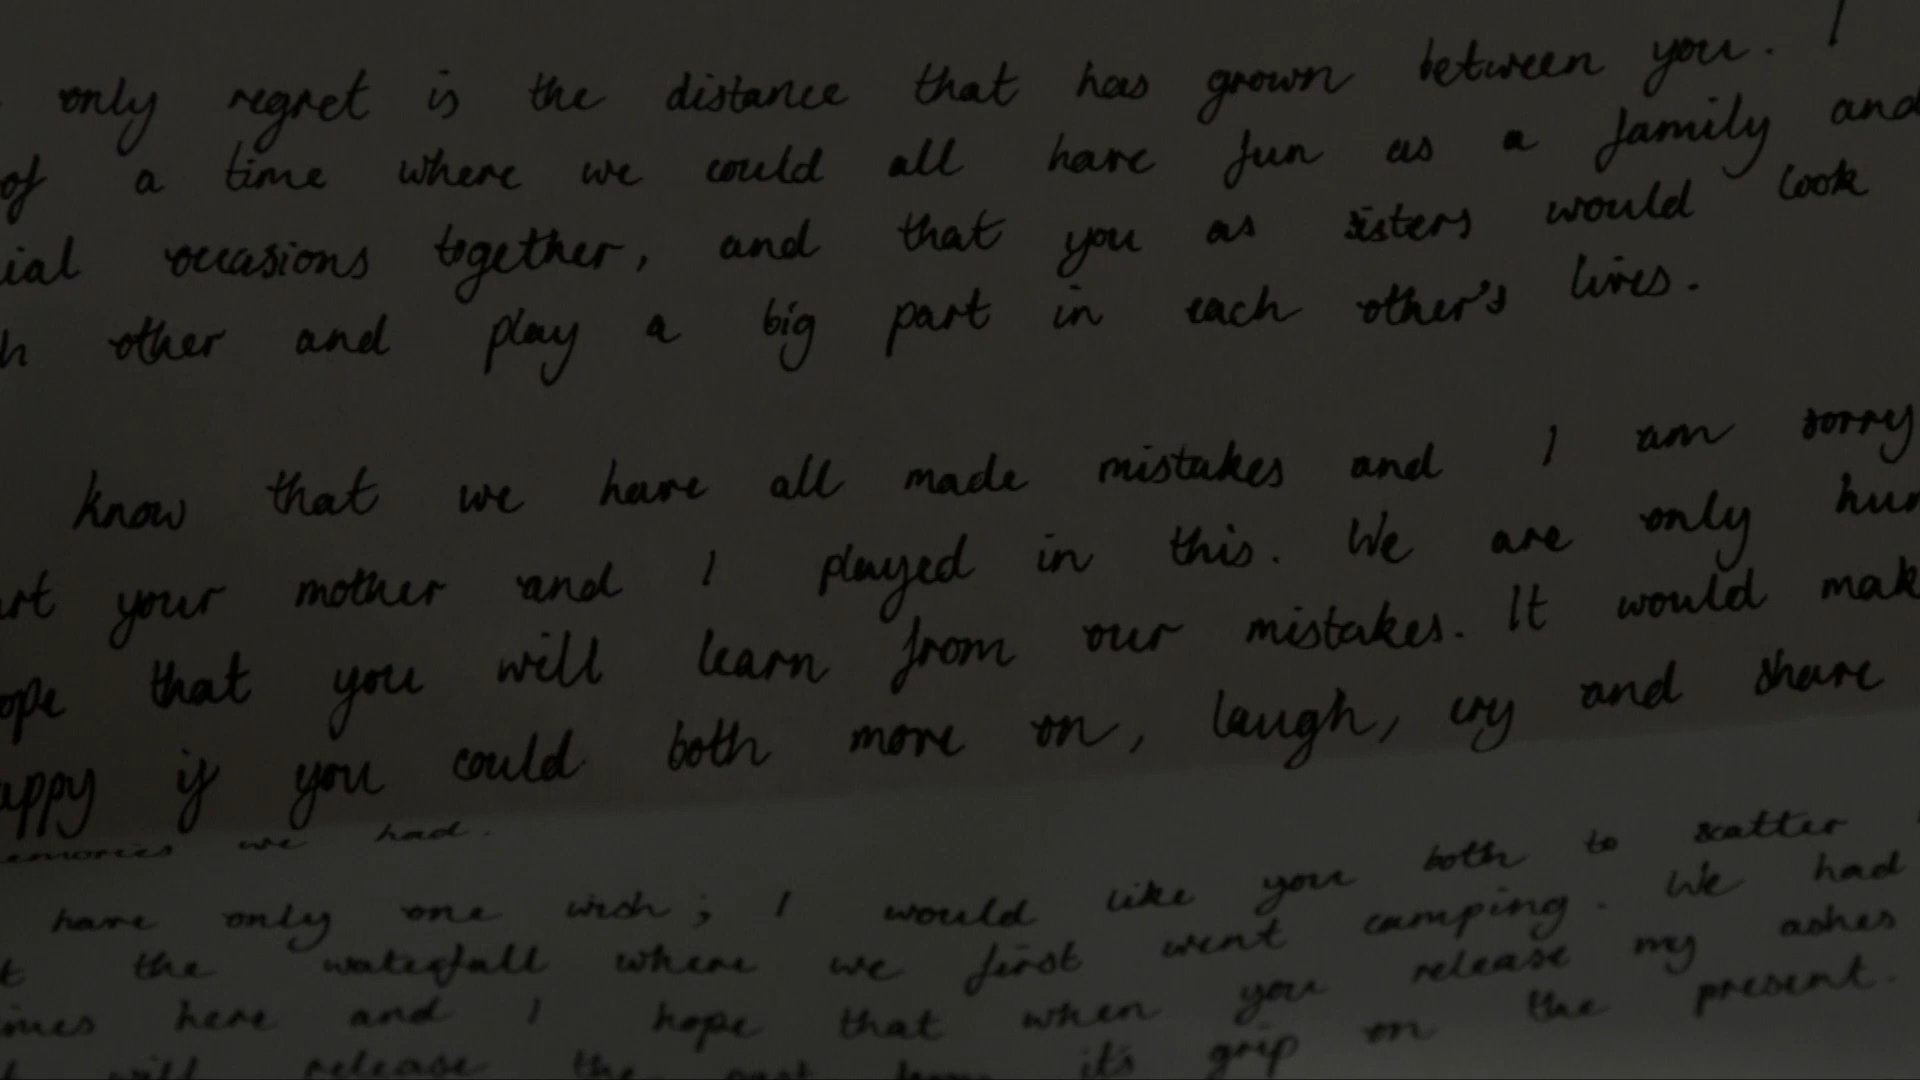 only regret is the distance that has grown between you. I
of a time where we could all have fun as a family and
ial occasions together, and that you as sisters would look
h other and play a big part in each other's lives.
know that we have all made mistakes and I am sorry
art your mother and I played in this. We are only hum
ope that you will learn from our mistakes. It would mak
appy if you could both move on, laugh, cry and share
emories we had.
have only one wish; I would like you both to scatter
t the waterfall where we first went camping. We had
imes here and I hope that when you release my ashes
t will release the past from its grip on the present.